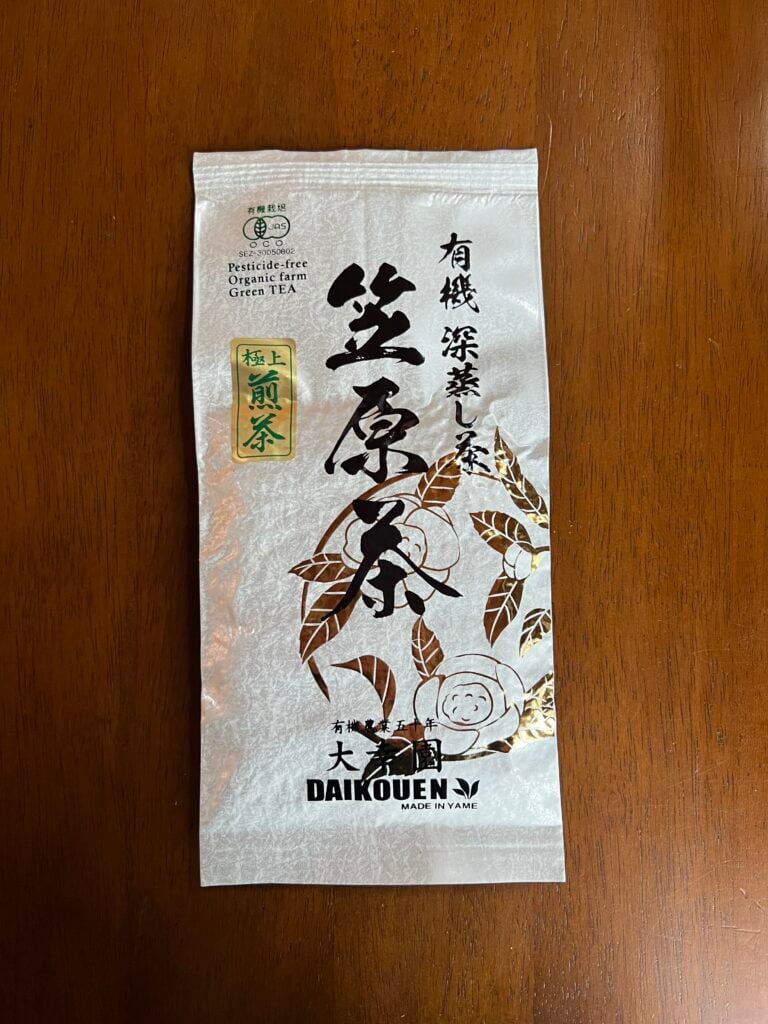 有機栽培
JAS
OCO
SEZ-30050802
Pesticide-free
Organic farm
Green TEA
有機 深蒸し茶
笠原茶
極上
煎茶
有機農業五十年
大幸園
DAIKOUEN
MADE IN YAME